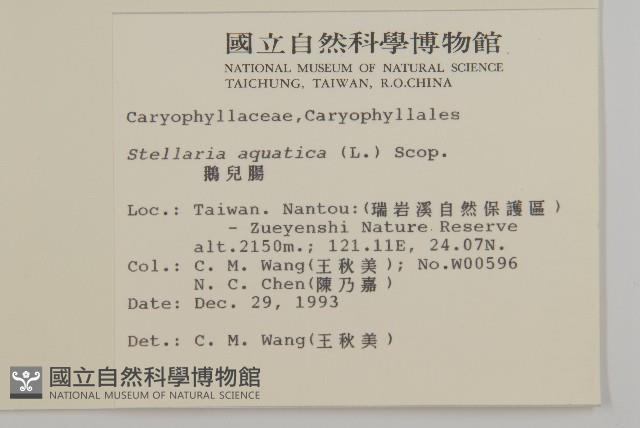 國立自然科學博物館
NATIONAL MUSEUM OF NATURAL SCIENCE
TAICHUNG, TAIWAN, R.O.CHINA
Caryophyllaceae,Caryophyllales
Stellaria aquatica (L.) Scop.
鵝兒腸
Loc.: Taiwan. Nantou:(瑞岩溪自然保護區)
- Zueyenshi Nature Reserve
alt.2150m.; 121.11E, 24.07N.
Col.: C. M. Wang(王秋美); No.W00596
N. C. Chen(陳乃嘉)
Date: Dec. 29, 1993
Det.: C. M. Wang(王秋美)
國立自然科學博物館
NATIONAL MUSEUM OF NATURAL SCIENCE